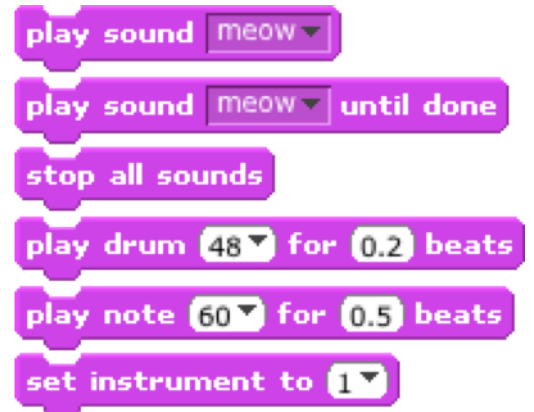 play sound meow
play sound meow until done
stop all sounds
play drum 48 for 0.2 beats
play note 60 for 0.5 beats
set instrument to 1